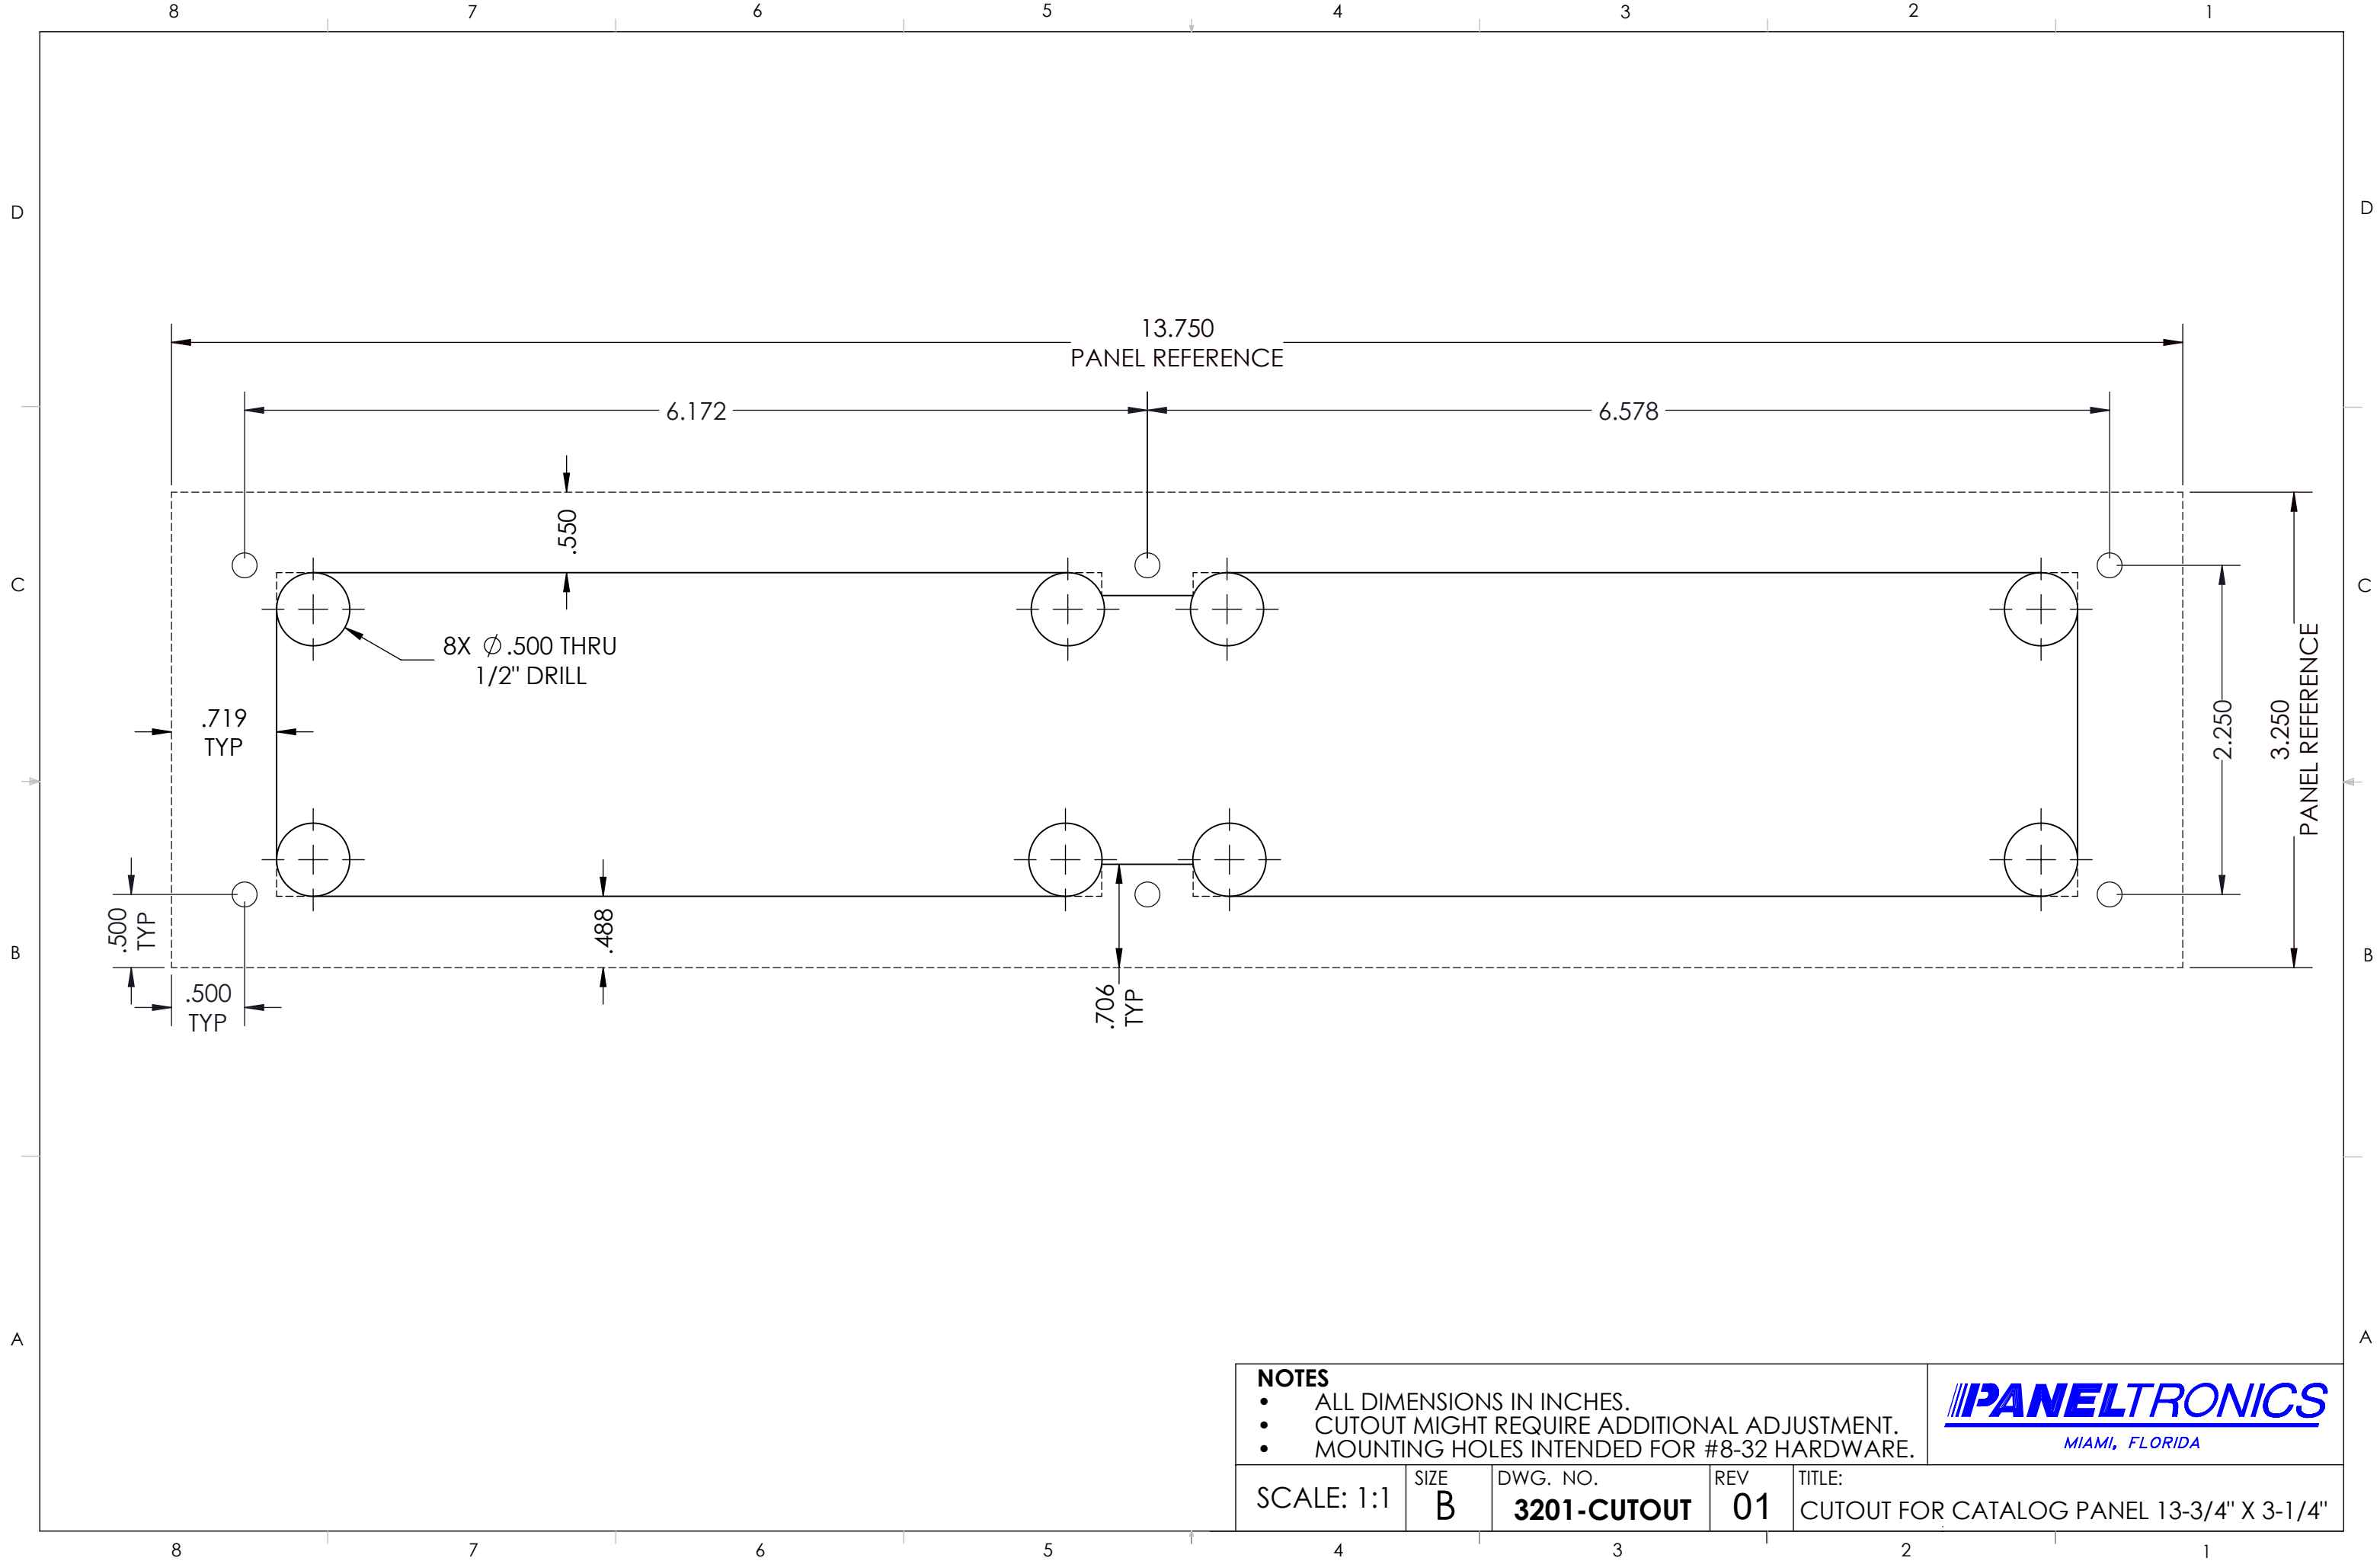 8 7 6 5 4 3 2 1
D D
13.750
PANEL REFERENCE
6.172 6.578
.550
C C
8X ∅.500 THRU
1/2" DRILL
.719
TYP
2.250
3.250
PANEL REFERENCE
.500
TYP
.488
B B
.500
TYP
.706
TYP
A A
NOTES
• ALL DIMENSIONS IN INCHES.
• CUTOUT MIGHT REQUIRE ADDITIONAL ADJUSTMENT.
• MOUNTING HOLES INTENDED FOR #8-32 HARDWARE.
PANELTRONICS
MIAMI, FLORIDA
SCALE: 1:1
SIZE
B
DWG. NO.
3201-CUTOUT
REV
01
TITLE:
CUTOUT FOR CATALOG PANEL 13-3/4" X 3-1/4"
8 7 6 5 4 3 2 1